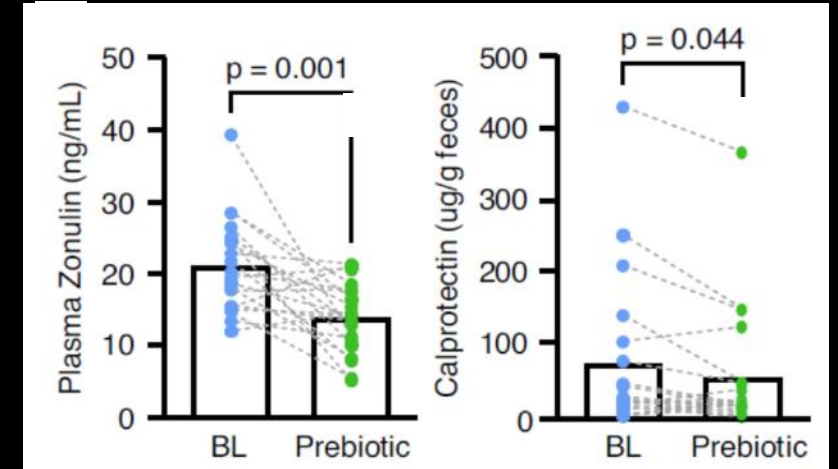 p = 0.001
Plasma Zonulin (ng/mL)
50
40
30
20
10
0
BL Prebiotic
p = 0.044
Calprotectin (ug/g feces)
500
400
300
200
100
0
BL Prebiotic